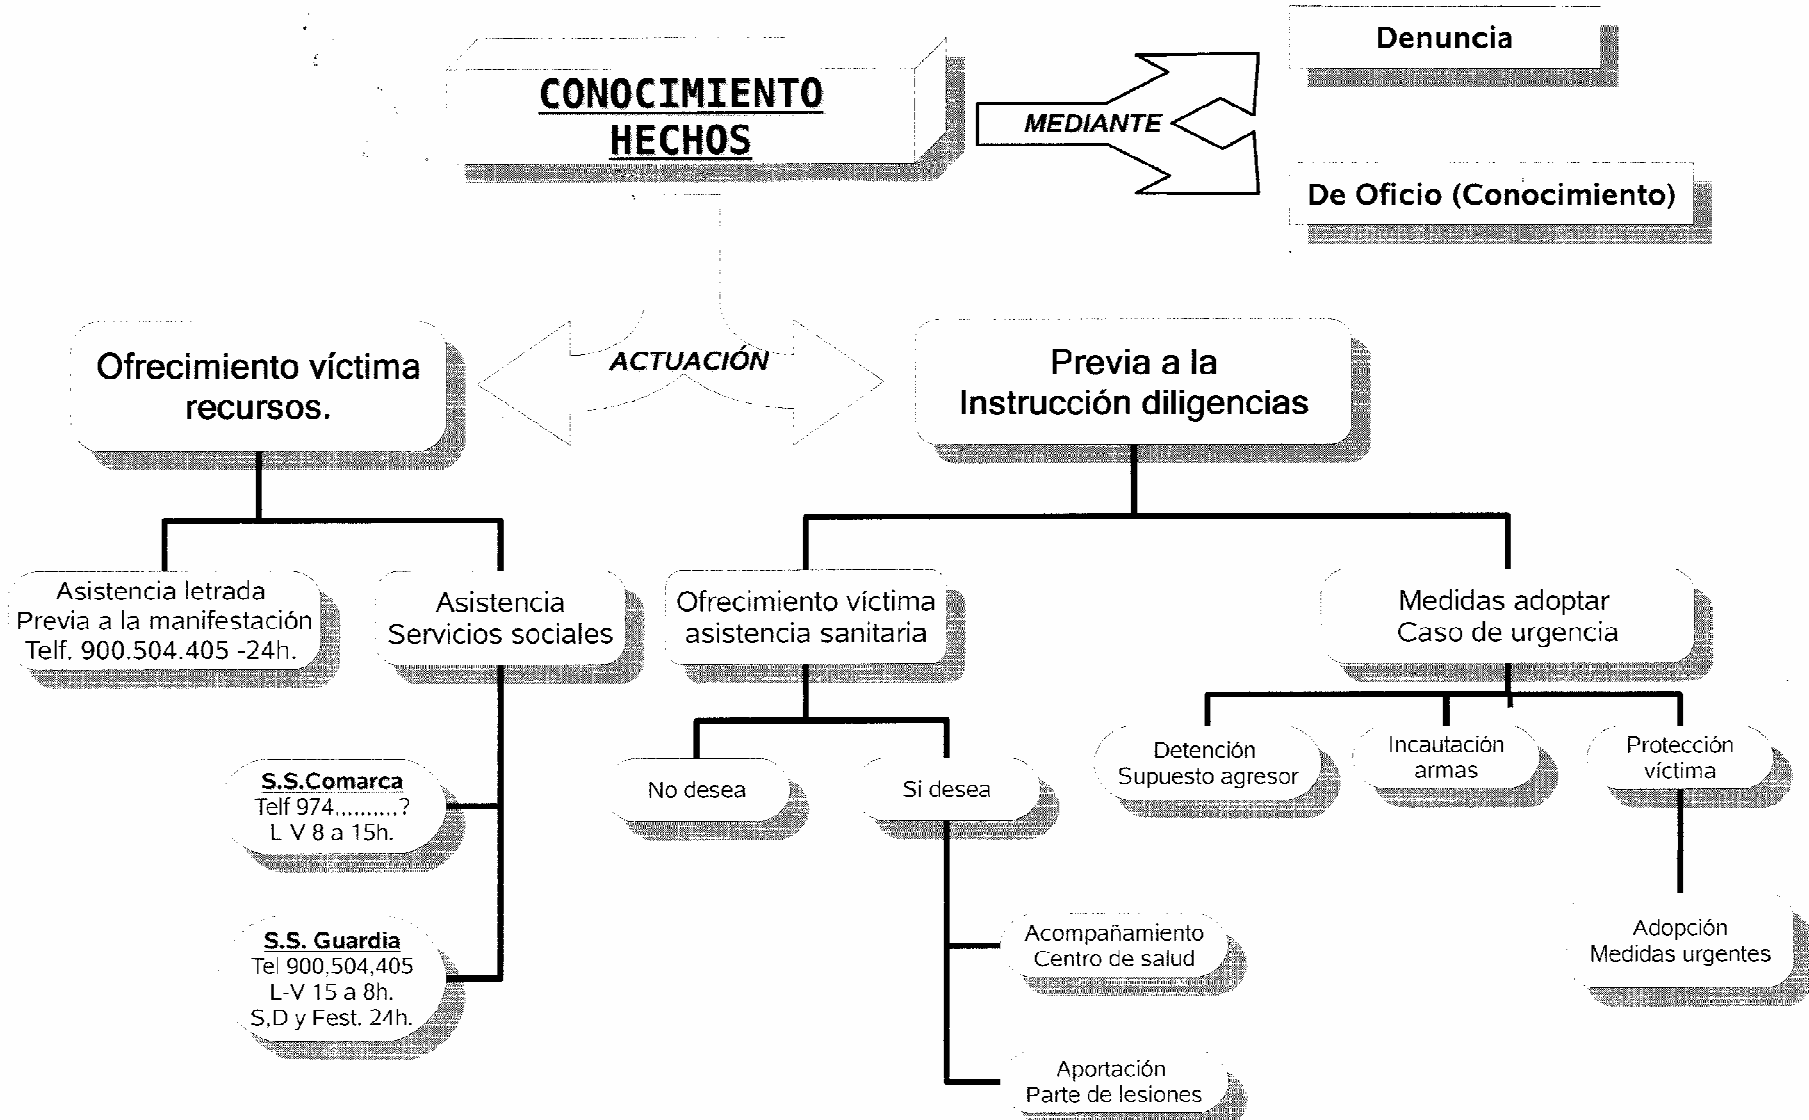 CONOCIMIENTO
HECHOS
MEDIANTE
Denuncia
De Oficio (Conocimiento)
ACTUACIÓN
Ofrecimiento víctima
recursos.
Previa a la
Instrucción diligencias
Asistencia letrada
Previa a la manifestación
Telf. 900.504.405 -24h.
Asistencia
Servicios sociales
Ofrecimiento víctima
asistencia sanitaria
Medidas adoptar
Caso de urgencia
S.S.Comarca
Telf 974..........?
L-V 8 a 15h.
S.S. Guardia
Tel 900,504,405
L-V 15 a 8h.
S,D y Fest. 24h.
No desea
Si desea
Detención
Supuesto agresor
Incautación
armas
Protección
víctima
Acompañamiento
Centro de salud
Aportación
Parte de lesiones
Adopción
Medidas urgentes